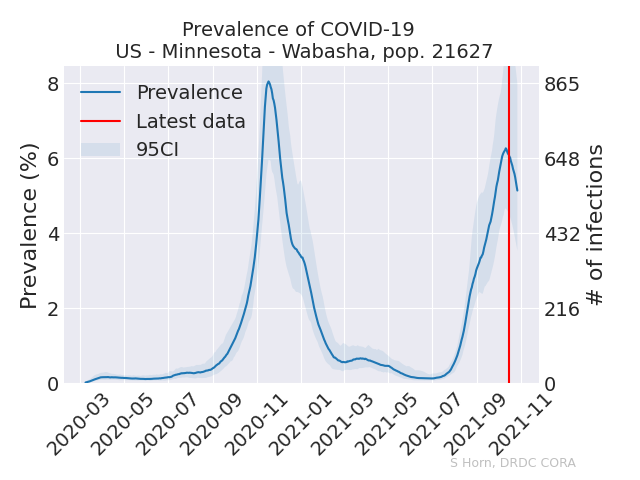 Prevalence of COVID-19
US - Minnesota - Wabasha, pop. 21627
Prevalence
Latest data
95CI
Prevalence (%)
8
6
4
2
0
865
648
432
216
0
# of infections
2020-03
2020-05
2020-07
2020-09
2020-11
2021-01
2021-03
2021-05
2021-07
2021-09
2021-11
S Horn, DRDC CORA